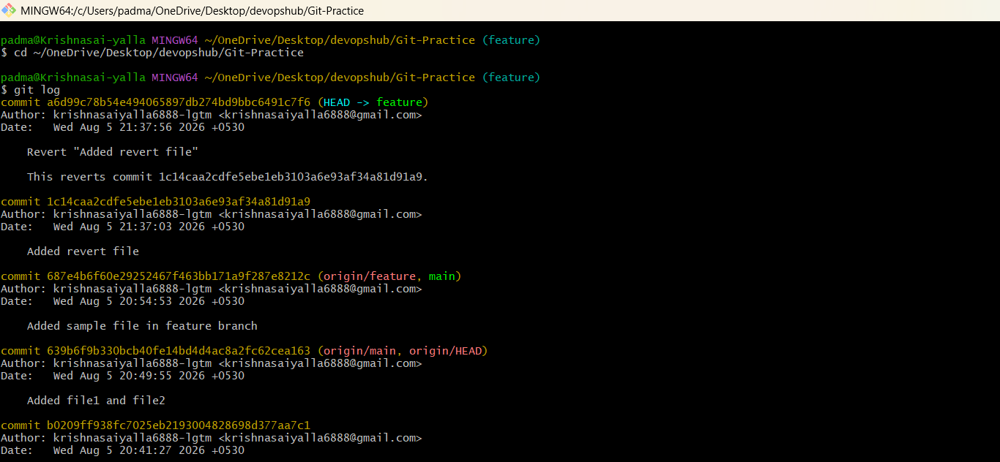 MINGW64:/c/Users/padma/OneDrive/Desktop/devopshub/Git-Practice
padma@Krishnasai-yalla MINGW64 ~/OneDrive/Desktop/devopshub/Git-Practice (feature)
$ cd ~/OneDrive/Desktop/devopshub/Git-Practice
padma@Krishnasai-yalla MINGW64 ~/OneDrive/Desktop/devopshub/Git-Practice (feature)
$ git log
commit a6d99c78b54e494065897db274bd9bbc6491c7f6 (HEAD -> feature)
Author: krishnasaiyalla6888-lgtm <krishnasaiyalla6888@gmail.com>
Date:   Wed Aug 5 21:37:56 2026 +0530
    Revert "Added revert file"
    This reverts commit 1c14caa2cdfe5ebe1eb3103a6e93af34a81d91a9.
commit 1c14caa2cdfe5ebe1eb3103a6e93af34a81d91a9
Author: krishnasaiyalla6888-lgtm <krishnasaiyalla6888@gmail.com>
Date:   Wed Aug 5 21:37:03 2026 +0530
    Added revert file
commit 687e4b6f60e29252467f463bb171a9f287e8212c (origin/feature, main)
Author: krishnasaiyalla6888-lgtm <krishnasaiyalla6888@gmail.com>
Date:   Wed Aug 5 20:54:53 2026 +0530
    Added sample file in feature branch
commit 639b6f9b330bcb40fe14bd4d4ac8a2fc62cea163 (origin/main, origin/HEAD)
Author: krishnasaiyalla6888-lgtm <krishnasaiyalla6888@gmail.com>
Date:   Wed Aug 5 20:49:55 2026 +0530
    Added file1 and file2
commit b0209ff938fc7025eb2193004828698d377aa7c1
Author: krishnasaiyalla6888-lgtm <krishnasaiyalla6888@gmail.com>
Date:   Wed Aug 5 20:41:27 2026 +0530